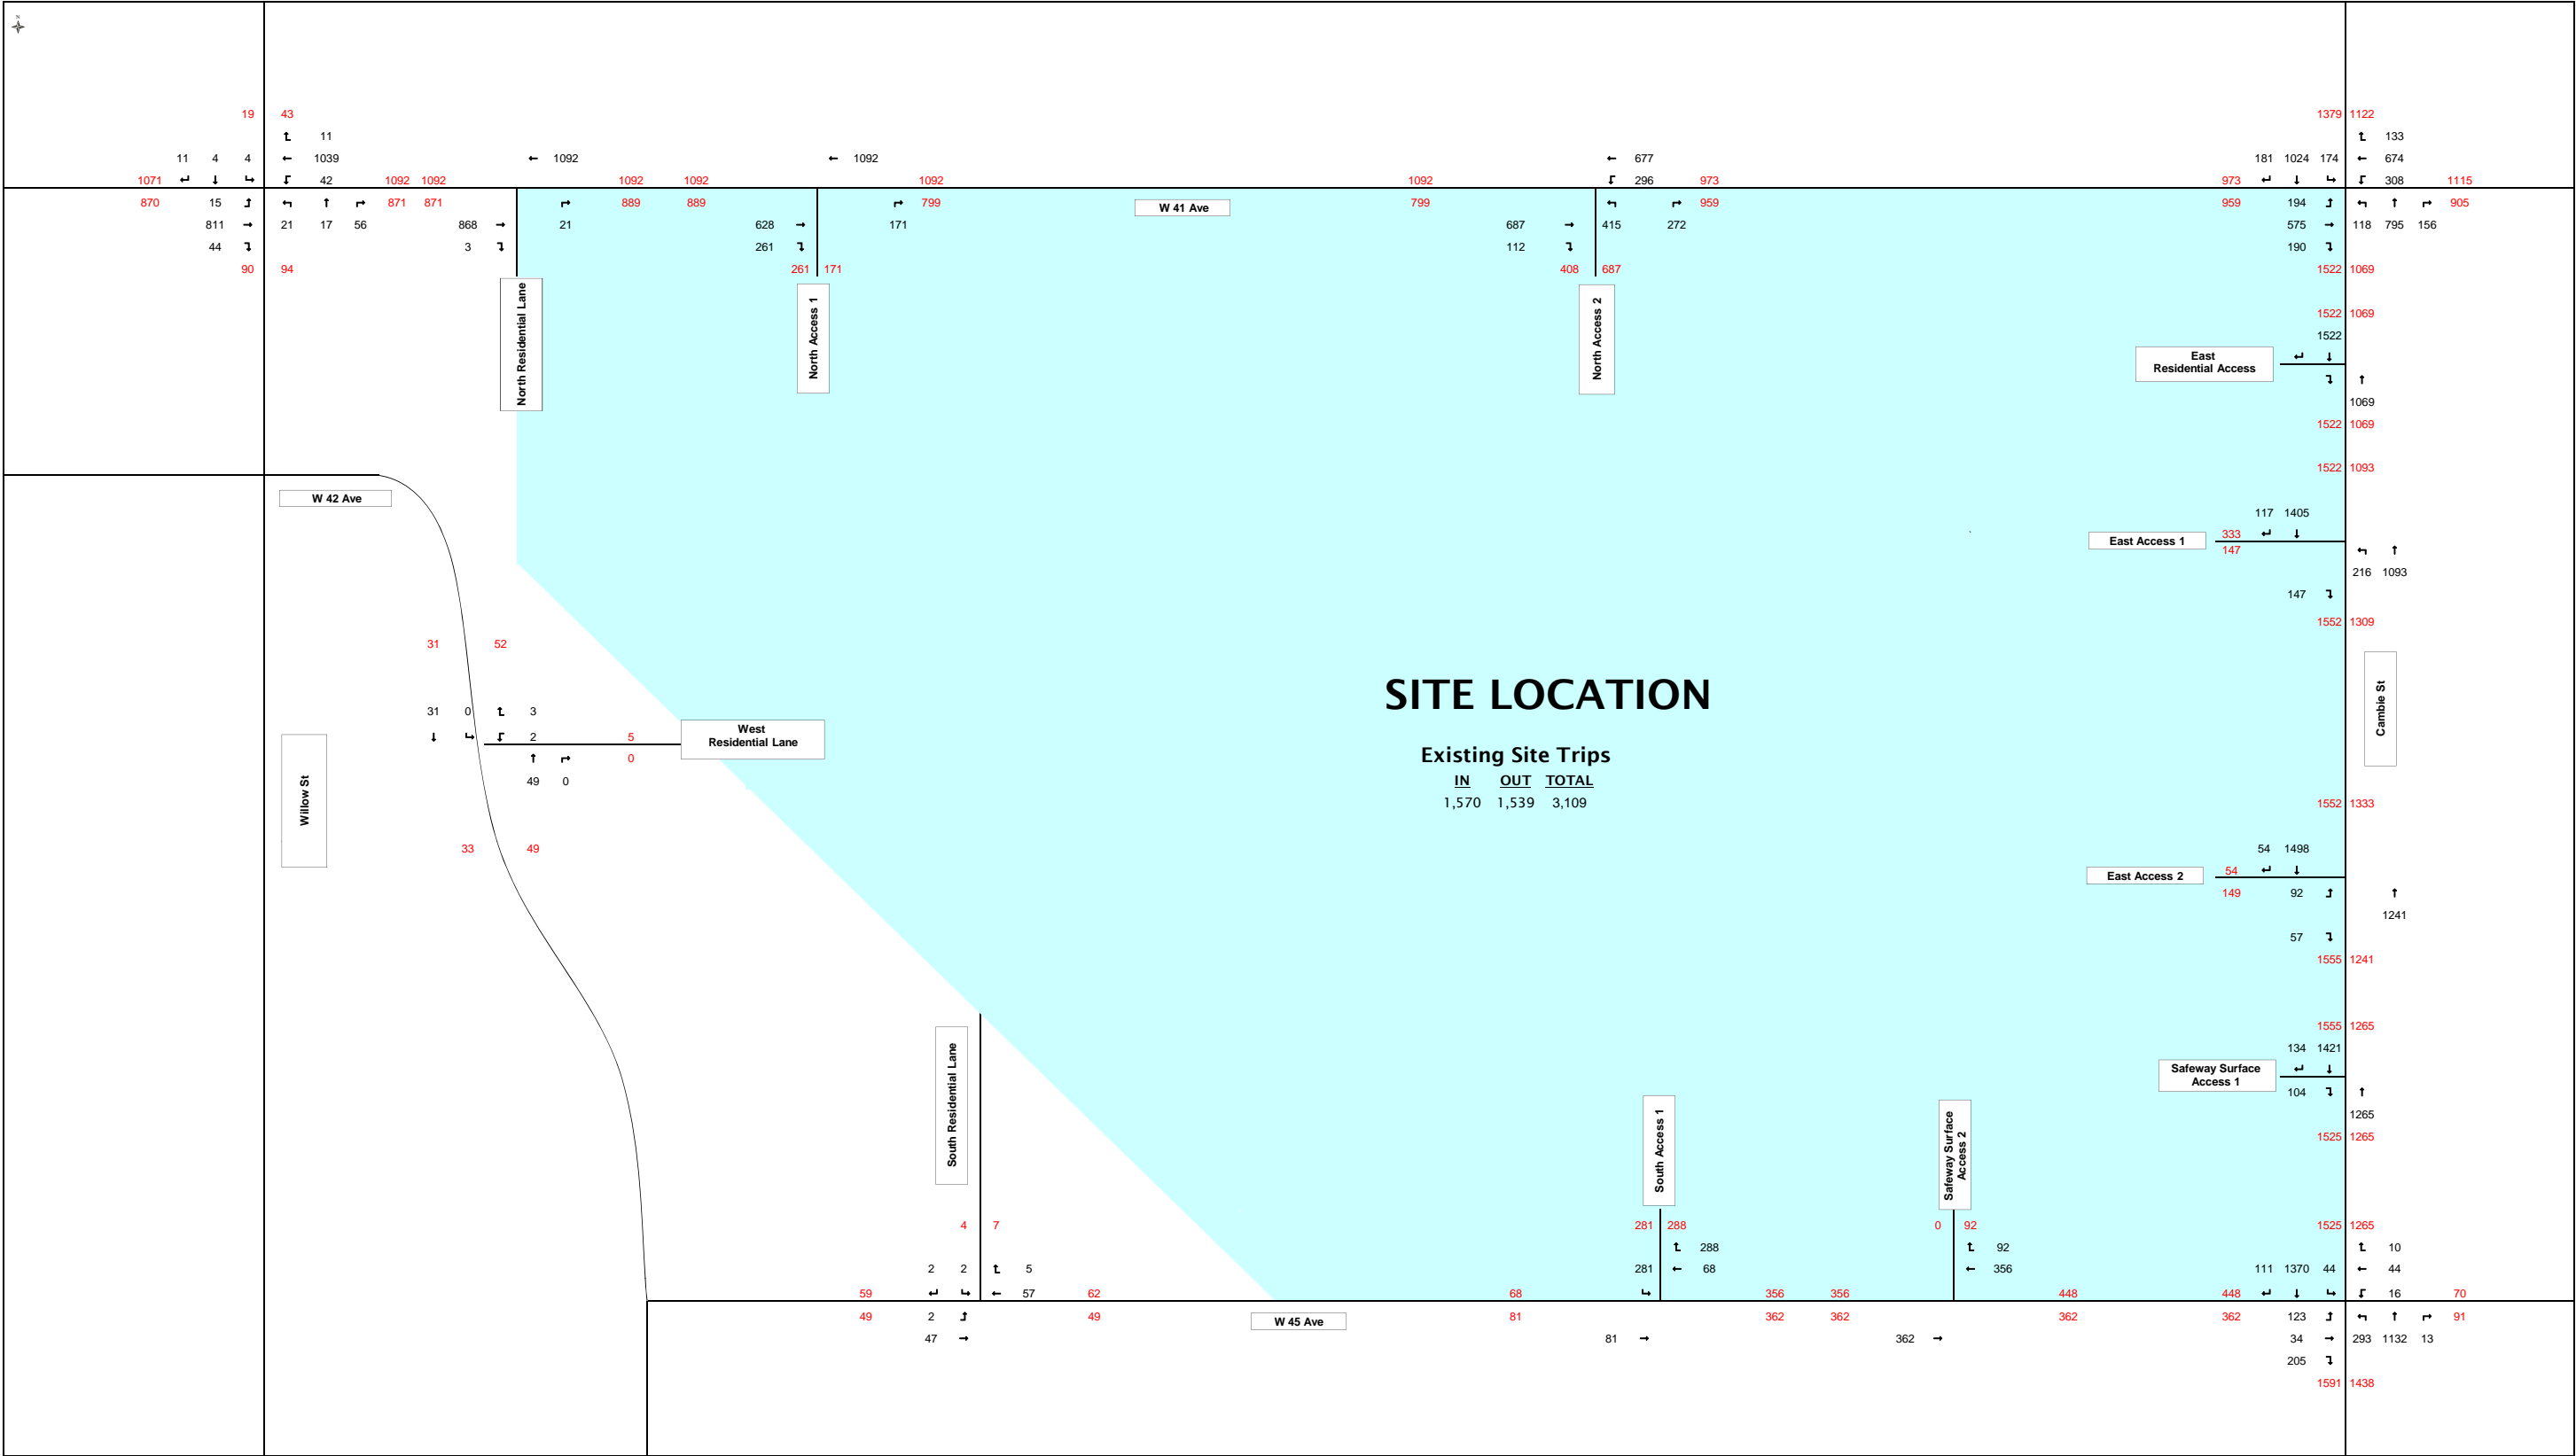 N
19 43 1379 1122
11 133
11 4 4 1039 1092 1092 677 181 1024 174 674
1071 42 1092 1092 1092 1092 1092 1092 296 973 973 308 1115
870 15 871 871 889 889 799 W 41 Ave 799 959 959 194 905
811 21 17 56 868 21 628 171 687 415 272 575 118 795 156
44 3 261 112 190
90 94 261 171 408 687 1522 1069
North Residential Lane
North Access 1
North Access 2
1522 1069
1522
East
Residential Access
1069
1522 1069
1522 1093
W 42 Ave
117 1405
East Access 1 333
147
216 1093
147
1552 1309
31 52
Cambie St
SITE LOCATION
31 0 3
2 5
West
Residential Lane
0
49 0
Willow St
Existing Site Trips
IN OUT TOTAL
1,570 1,539 3,109
1552 1333
33 49
54 1498
East Access 2 54
149 92
1241
57
1555 1241
1555 1265
134 1421
Safeway Surface
Access 1
104
1265
1525 1265
South Residential Lane
South Access 1
Safeway Surface
Access 2
4 7 281 288 0 92 1525 1265
288 92 10
2 2 5 281 68 356 111 1370 44 44
59 57 62 68 356 356 448 448 16 70
49 2 49 W 45 Ave 81 362 362 362 362 123 91
47 81 362 34 293 1132 13
205
1591 1438